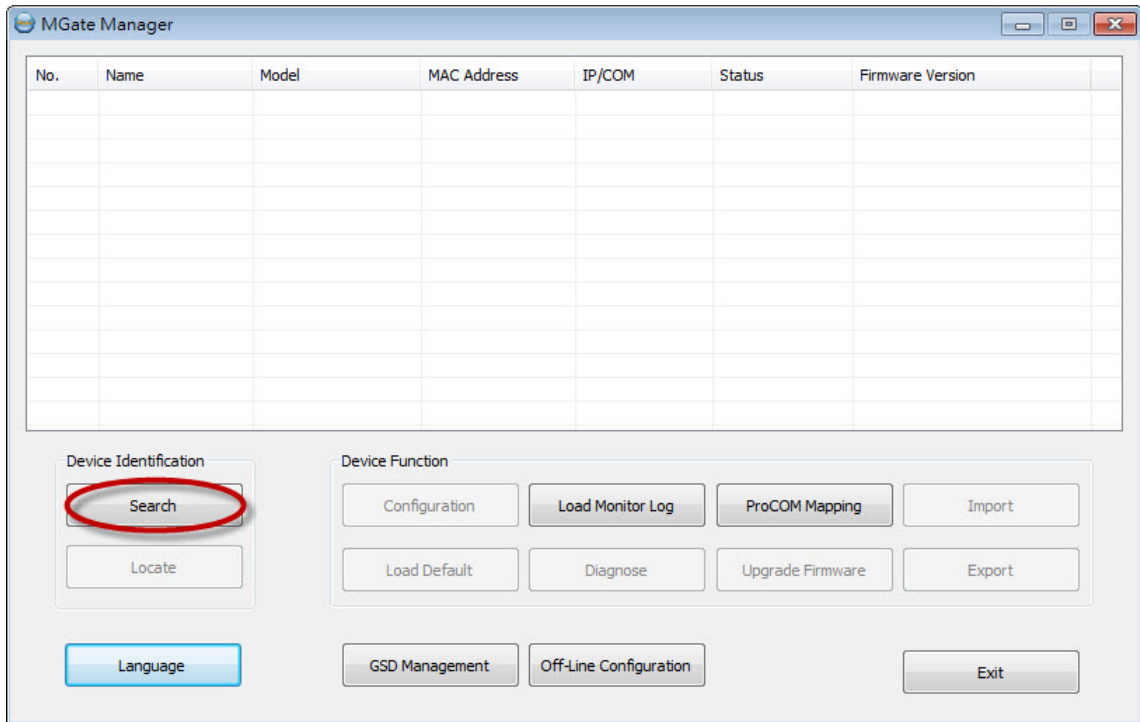 MGate Manager
No. Name Model MAC Address IP/COM Status Firmware Version
Device Identification Device Function
Search Configuration Load Monitor Log ProCOM Mapping Import
Locate Load Default Diagnose Upgrade Firmware Export
Language GSD Management Off-Line Configuration Exit